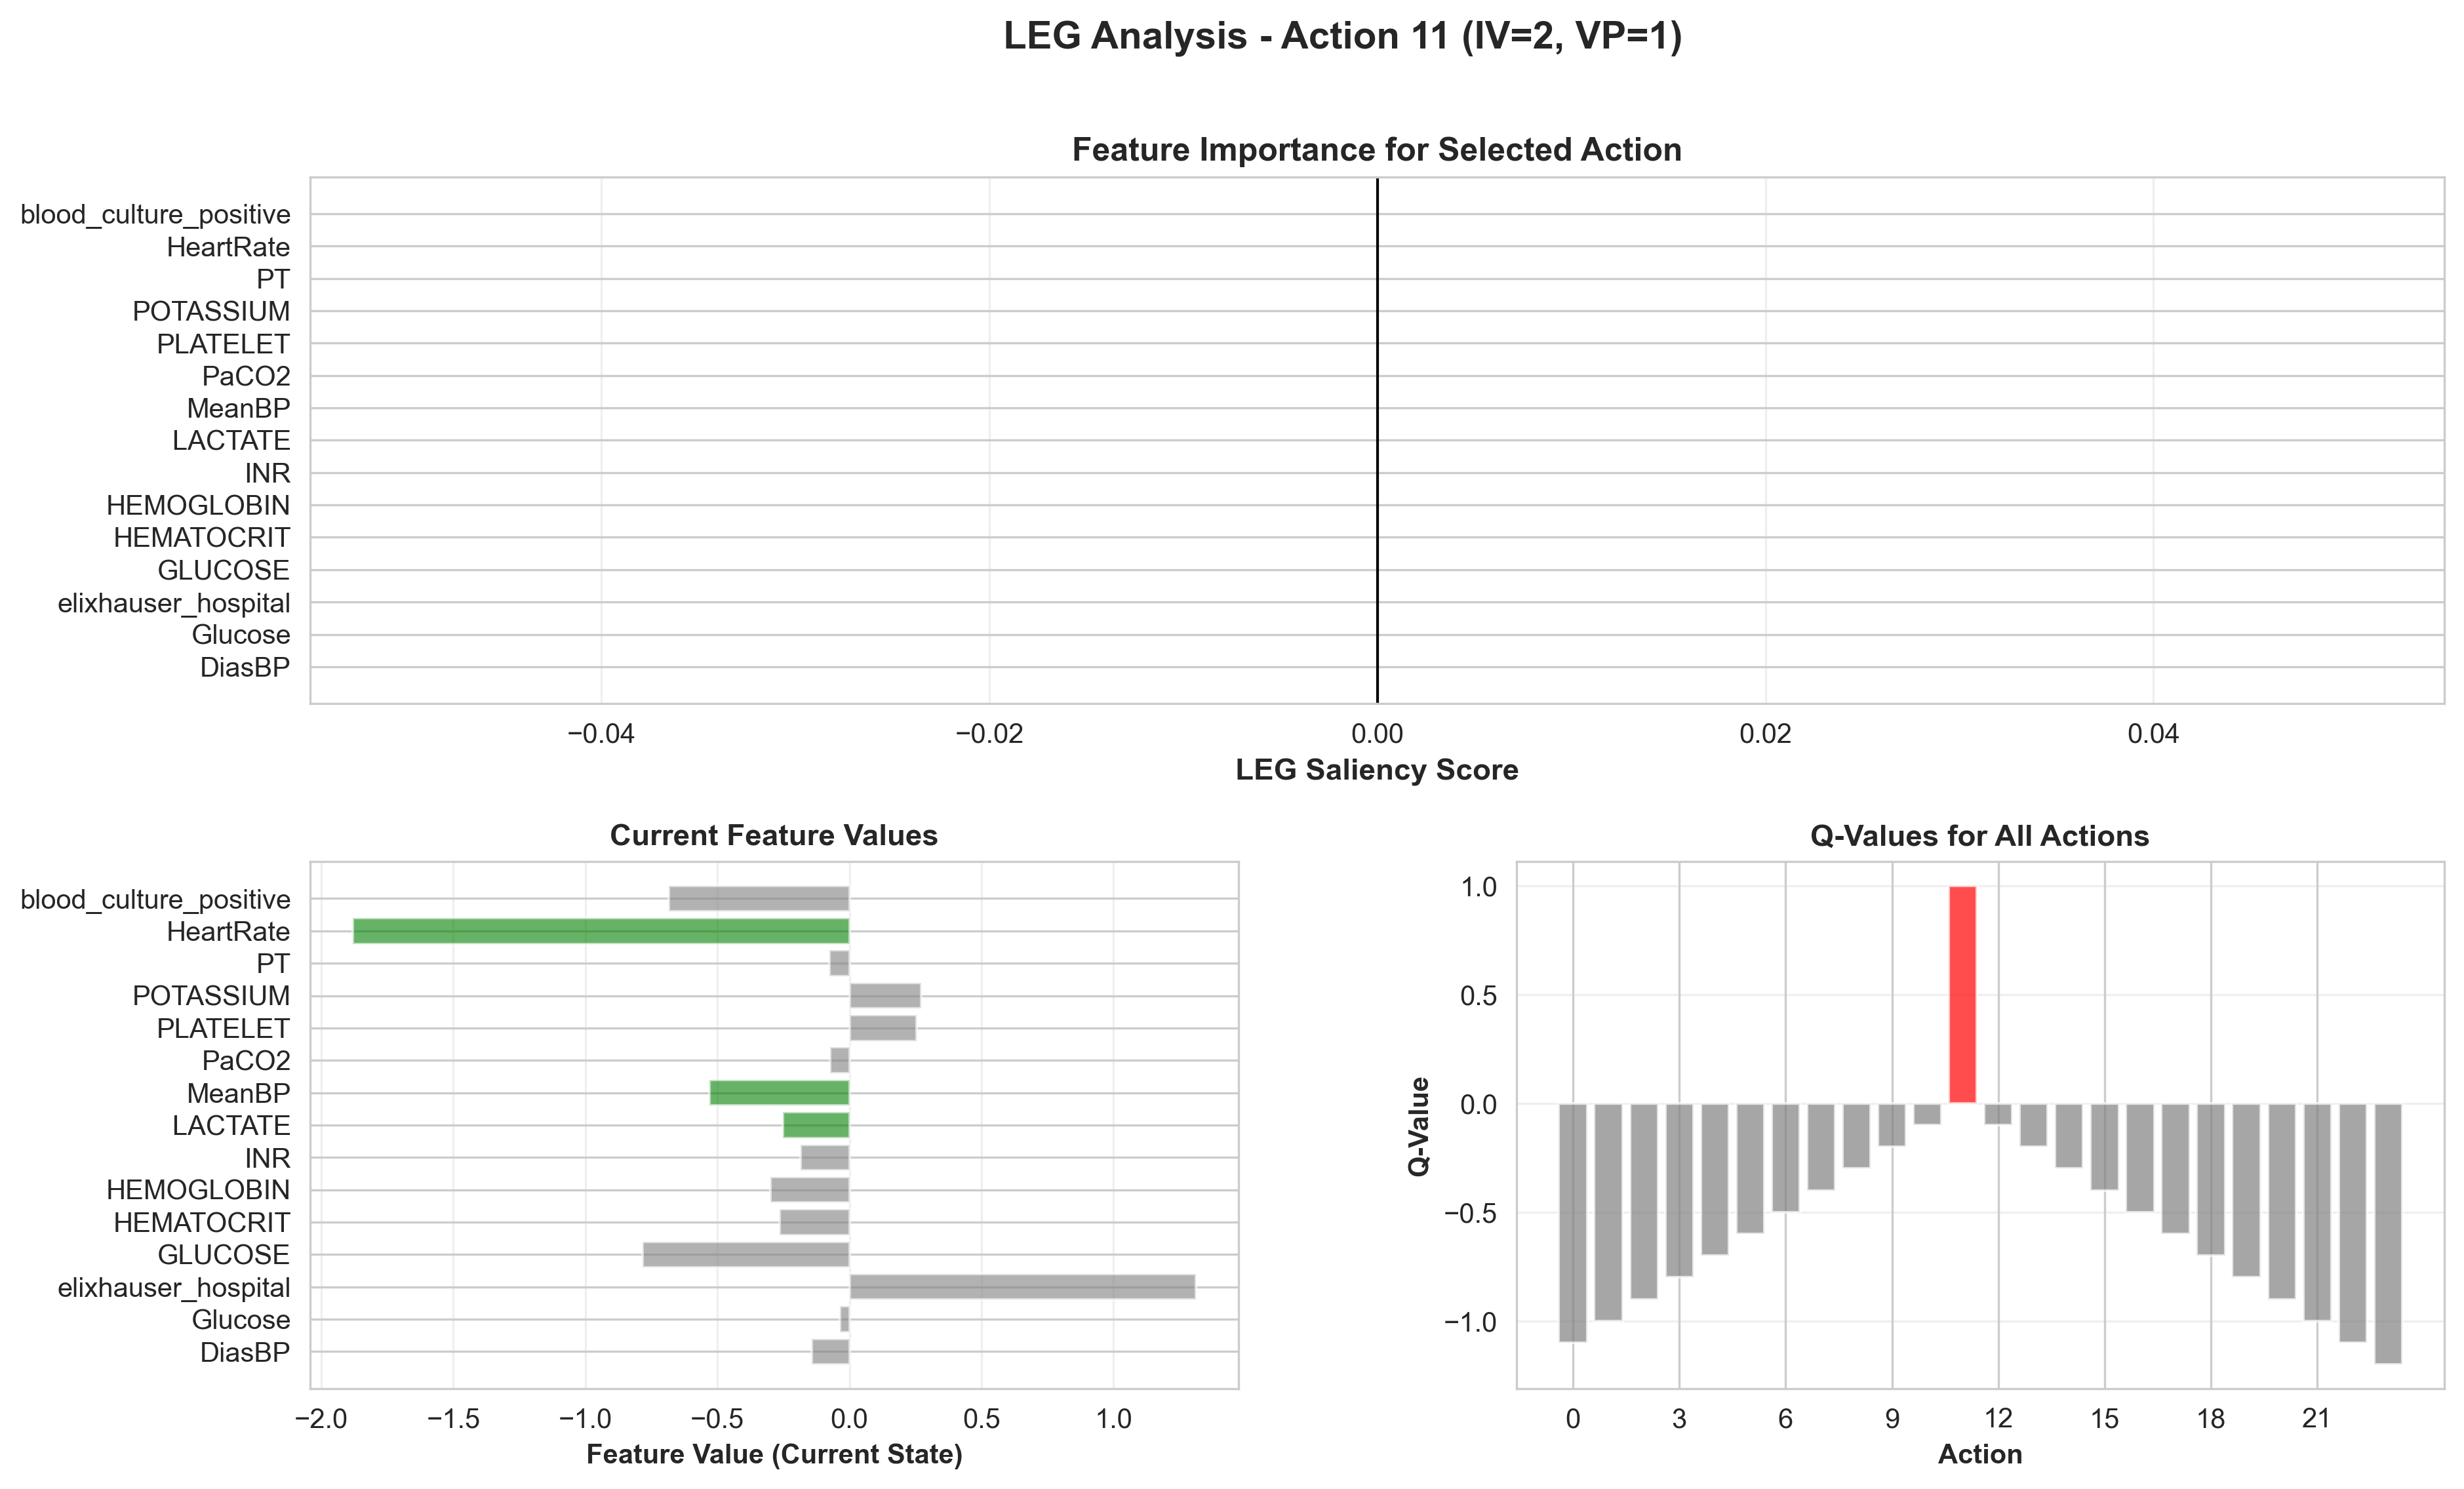 LEG Analysis - Action 11 (IV=2, VP=1)
Feature Importance for Selected Action
blood_culture_positive
HeartRate
PT
POTASSIUM
PLATELET
PaCO2
MeanBP
LACTATE
INR
HEMOGLOBIN
HEMATOCRIT
GLUCOSE
elixhauser_hospital
Glucose
DiasBP
−0.04 −0.02 0.00 0.02 0.04
LEG Saliency Score
Current Feature Values
blood_culture_positive
HeartRate
PT
POTASSIUM
PLATELET
PaCO2
MeanBP
LACTATE
INR
HEMOGLOBIN
HEMATOCRIT
GLUCOSE
elixhauser_hospital
Glucose
DiasBP
−2.0 −1.5 −1.0 −0.5 0.0 0.5 1.0
Feature Value (Current State)
Q-Values for All Actions
1.0
0.5
0.0
−0.5
−1.0
Q-Value
0 3 6 9 12 15 18 21
Action